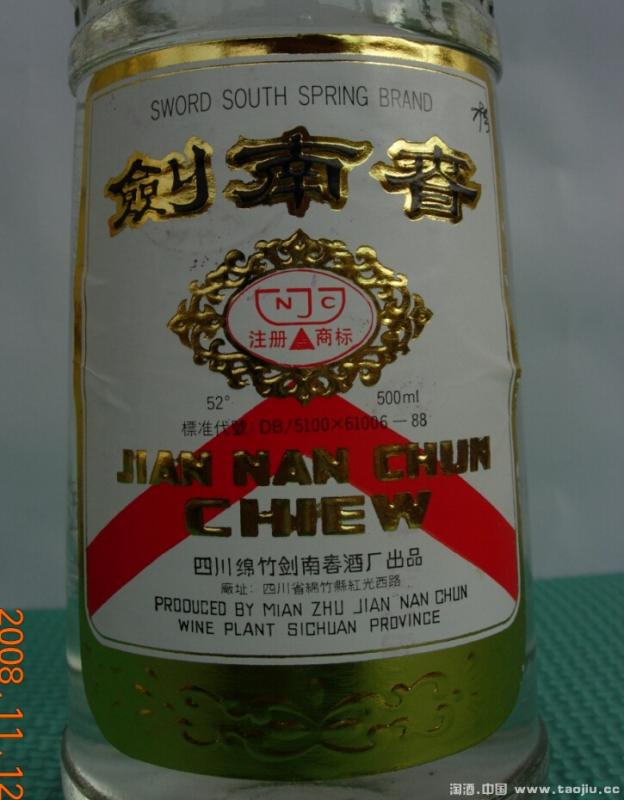 SWORD SOUTH SPRING BRAND
劍南春
NJC
注册商标
52° 500ml
標准代號 DB/5100×61006—88
JIAN NAN CHUN
CHIEW
四川绵竹剑南春酒厂出品
廠址:四川省綿竹縣紅光西路
PRODUCED BY MIAN ZHU JIAN NAN CHUN
WINE PLANT SICHUAN PROVINCE
2008.11.12
淘酒.中国 www.taojiu.cc